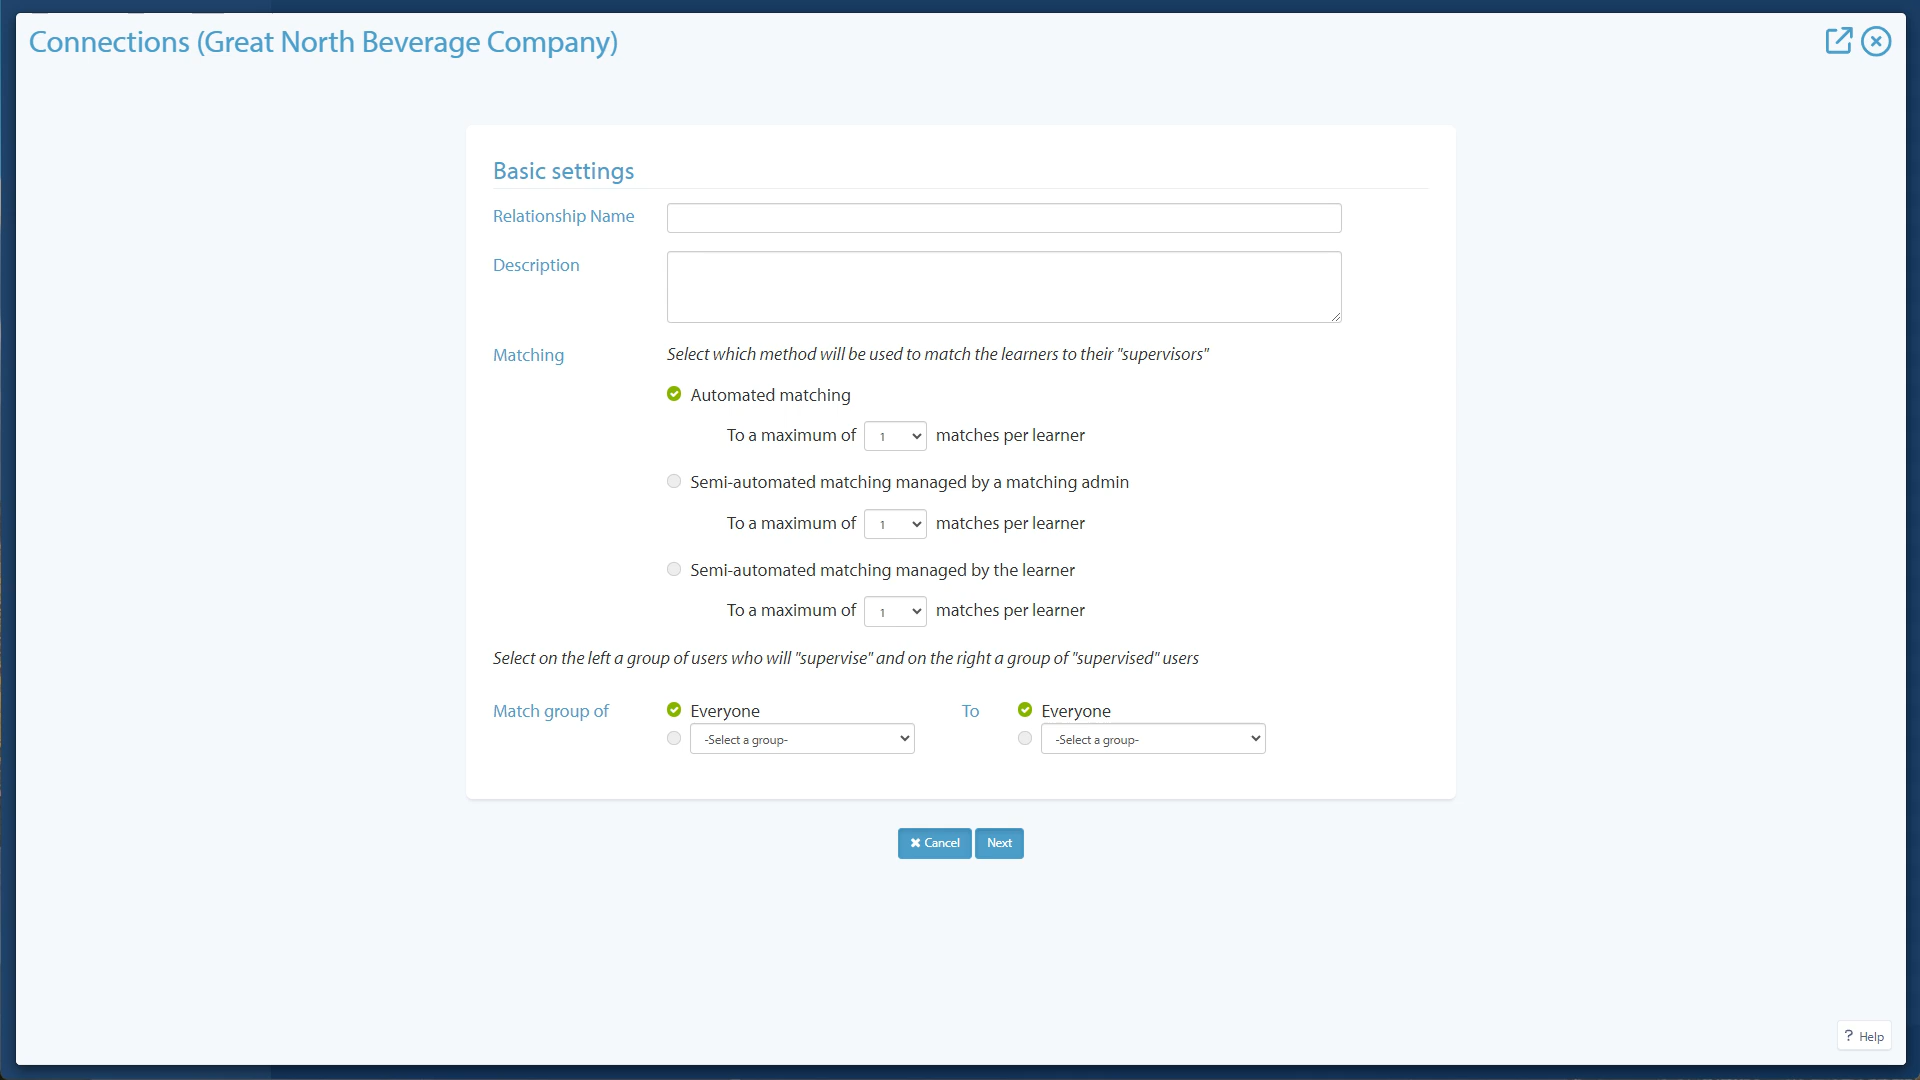 Connections (Great North Beverage Company)
Basic settings
Relationship Name
Description
Matching
Select which method will be used to match the learners to their "supervisors"
Automated matching
To a maximum of 1 matches per learner
Semi-automated matching managed by a matching admin
To a maximum of 1 matches per learner
Semi-automated matching managed by the learner
To a maximum of 1 matches per learner
Select on the left a group of users who will "supervise" and on the right a group of "supervised" users
Match group of Everyone To Everyone
-Select a group- -Select a group-
Cancel Next
? Help